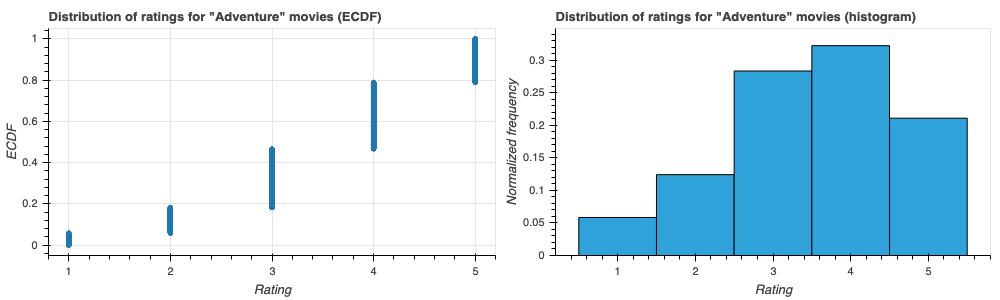 Distribution of ratings for "Adventure" movies (ECDF)
1
0.8
0.6
0.4
0.2
0
ECDF
1 2 3 4 5
Rating
Distribution of ratings for "Adventure" movies (histogram)
0.3
0.25
0.2
0.15
0.1
0.05
0
Normalized frequency
1 2 3 4 5
Rating